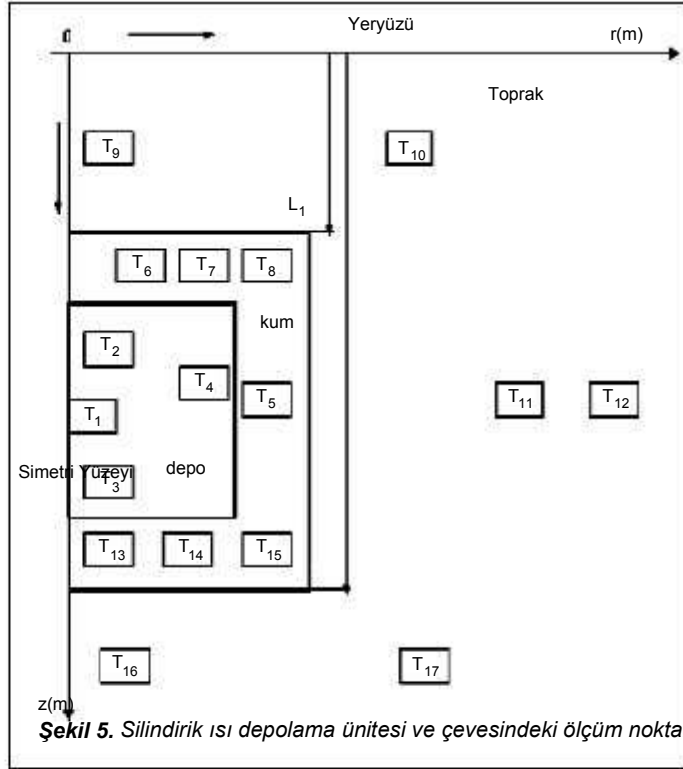 0
Yeryüzü
r(m)
Toprak
T9
T10
L1
T6 T7 T8
kum
T2
T4
T5
T11
T12
T1
Simetri Yüzeyi
T3
depo
T13 T14 T15
T16
T17
z(m)
Şekil 5. Silindirik ısı depolama ünitesi ve çevesindeki ölçüm nokta